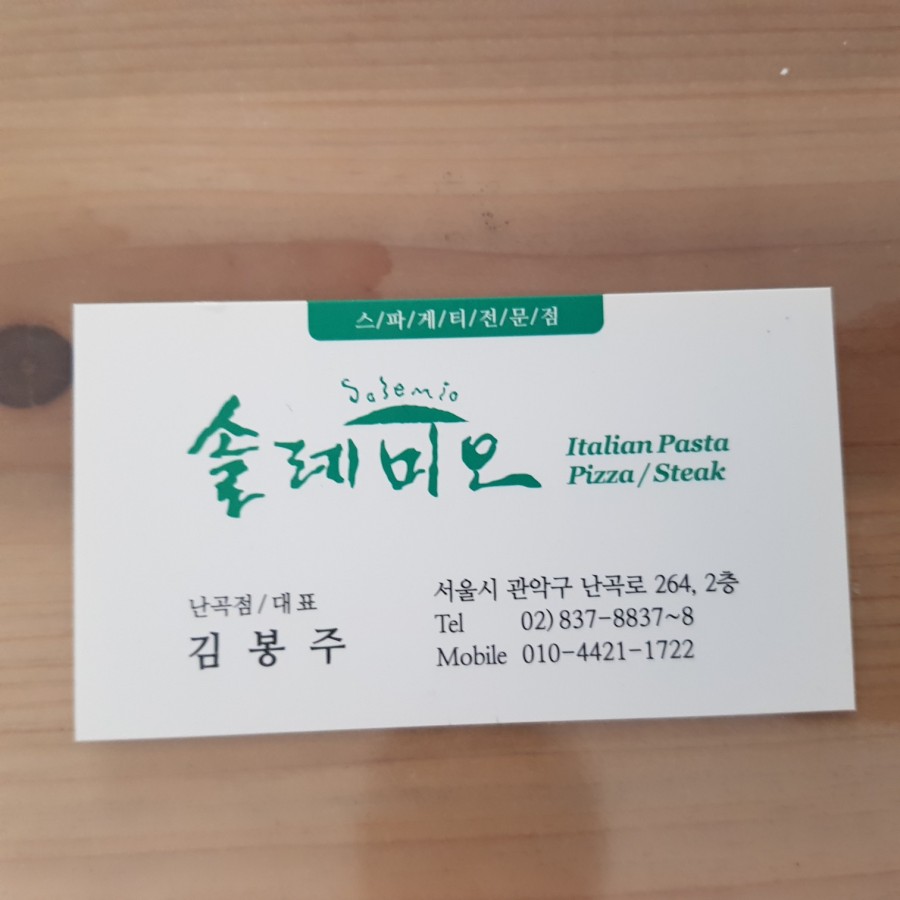 스/파/게/티/전/문/점
Solemio
솔레미오
Italian Pasta
Pizza/Steak
난곡점/대표
김봉주
서울시 관악구 난곡로 264, 2층
Tel 02)837-8837~8
Mobile 010-4421-1722